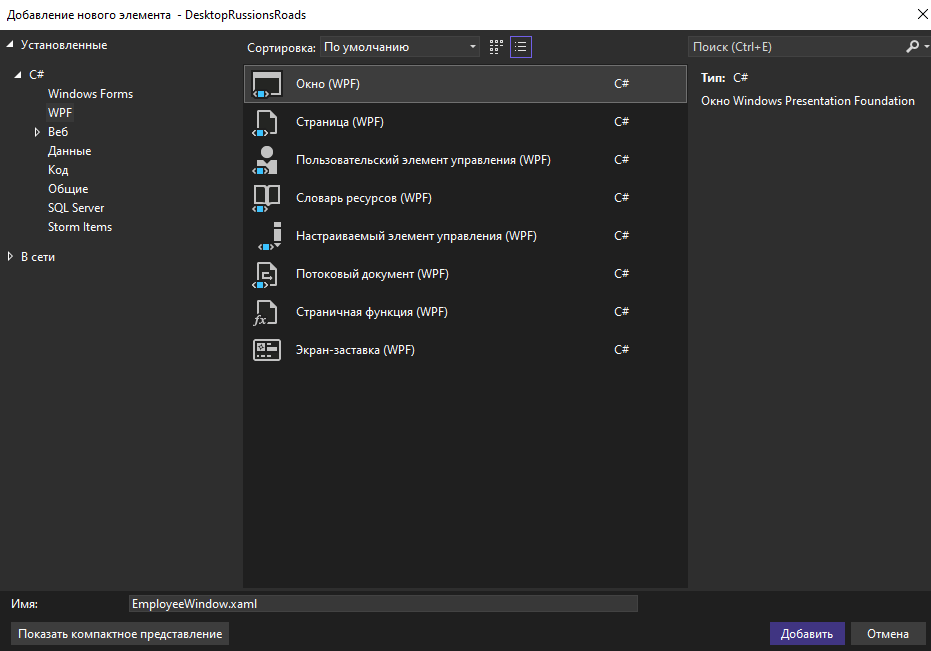 Добавление нового элемента - DesktopRussionsRoads
Установленные
C#
Windows Forms
WPF
Веб
Данные
Код
Общие
SQL Server
Storm Items
В сети
Сортировка: По умолчанию
Окно (WPF) C#
Страница (WPF) C#
Пользовательский элемент управления (WPF) C#
Словарь ресурсов (WPF) C#
Настраиваемый элемент управления (WPF) C#
Потоковый документ (WPF) C#
Страничная функция (WPF) C#
Экран-заставка (WPF) C#
Поиск (Ctrl+E)
Тип: C#
Окно Windows Presentation Foundation
Имя: EmployeeWindow.xaml
Показать компактное представление
Добавить
Отмена